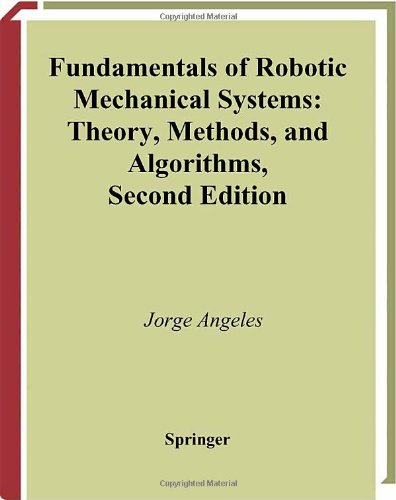 Copyrighted Material
Fundamentals of Robotic
Mechanical Systems:
Theory, Methods, and
Algorithms,
Second Edition
Jorge Angeles
Springer
Copyrighted Material